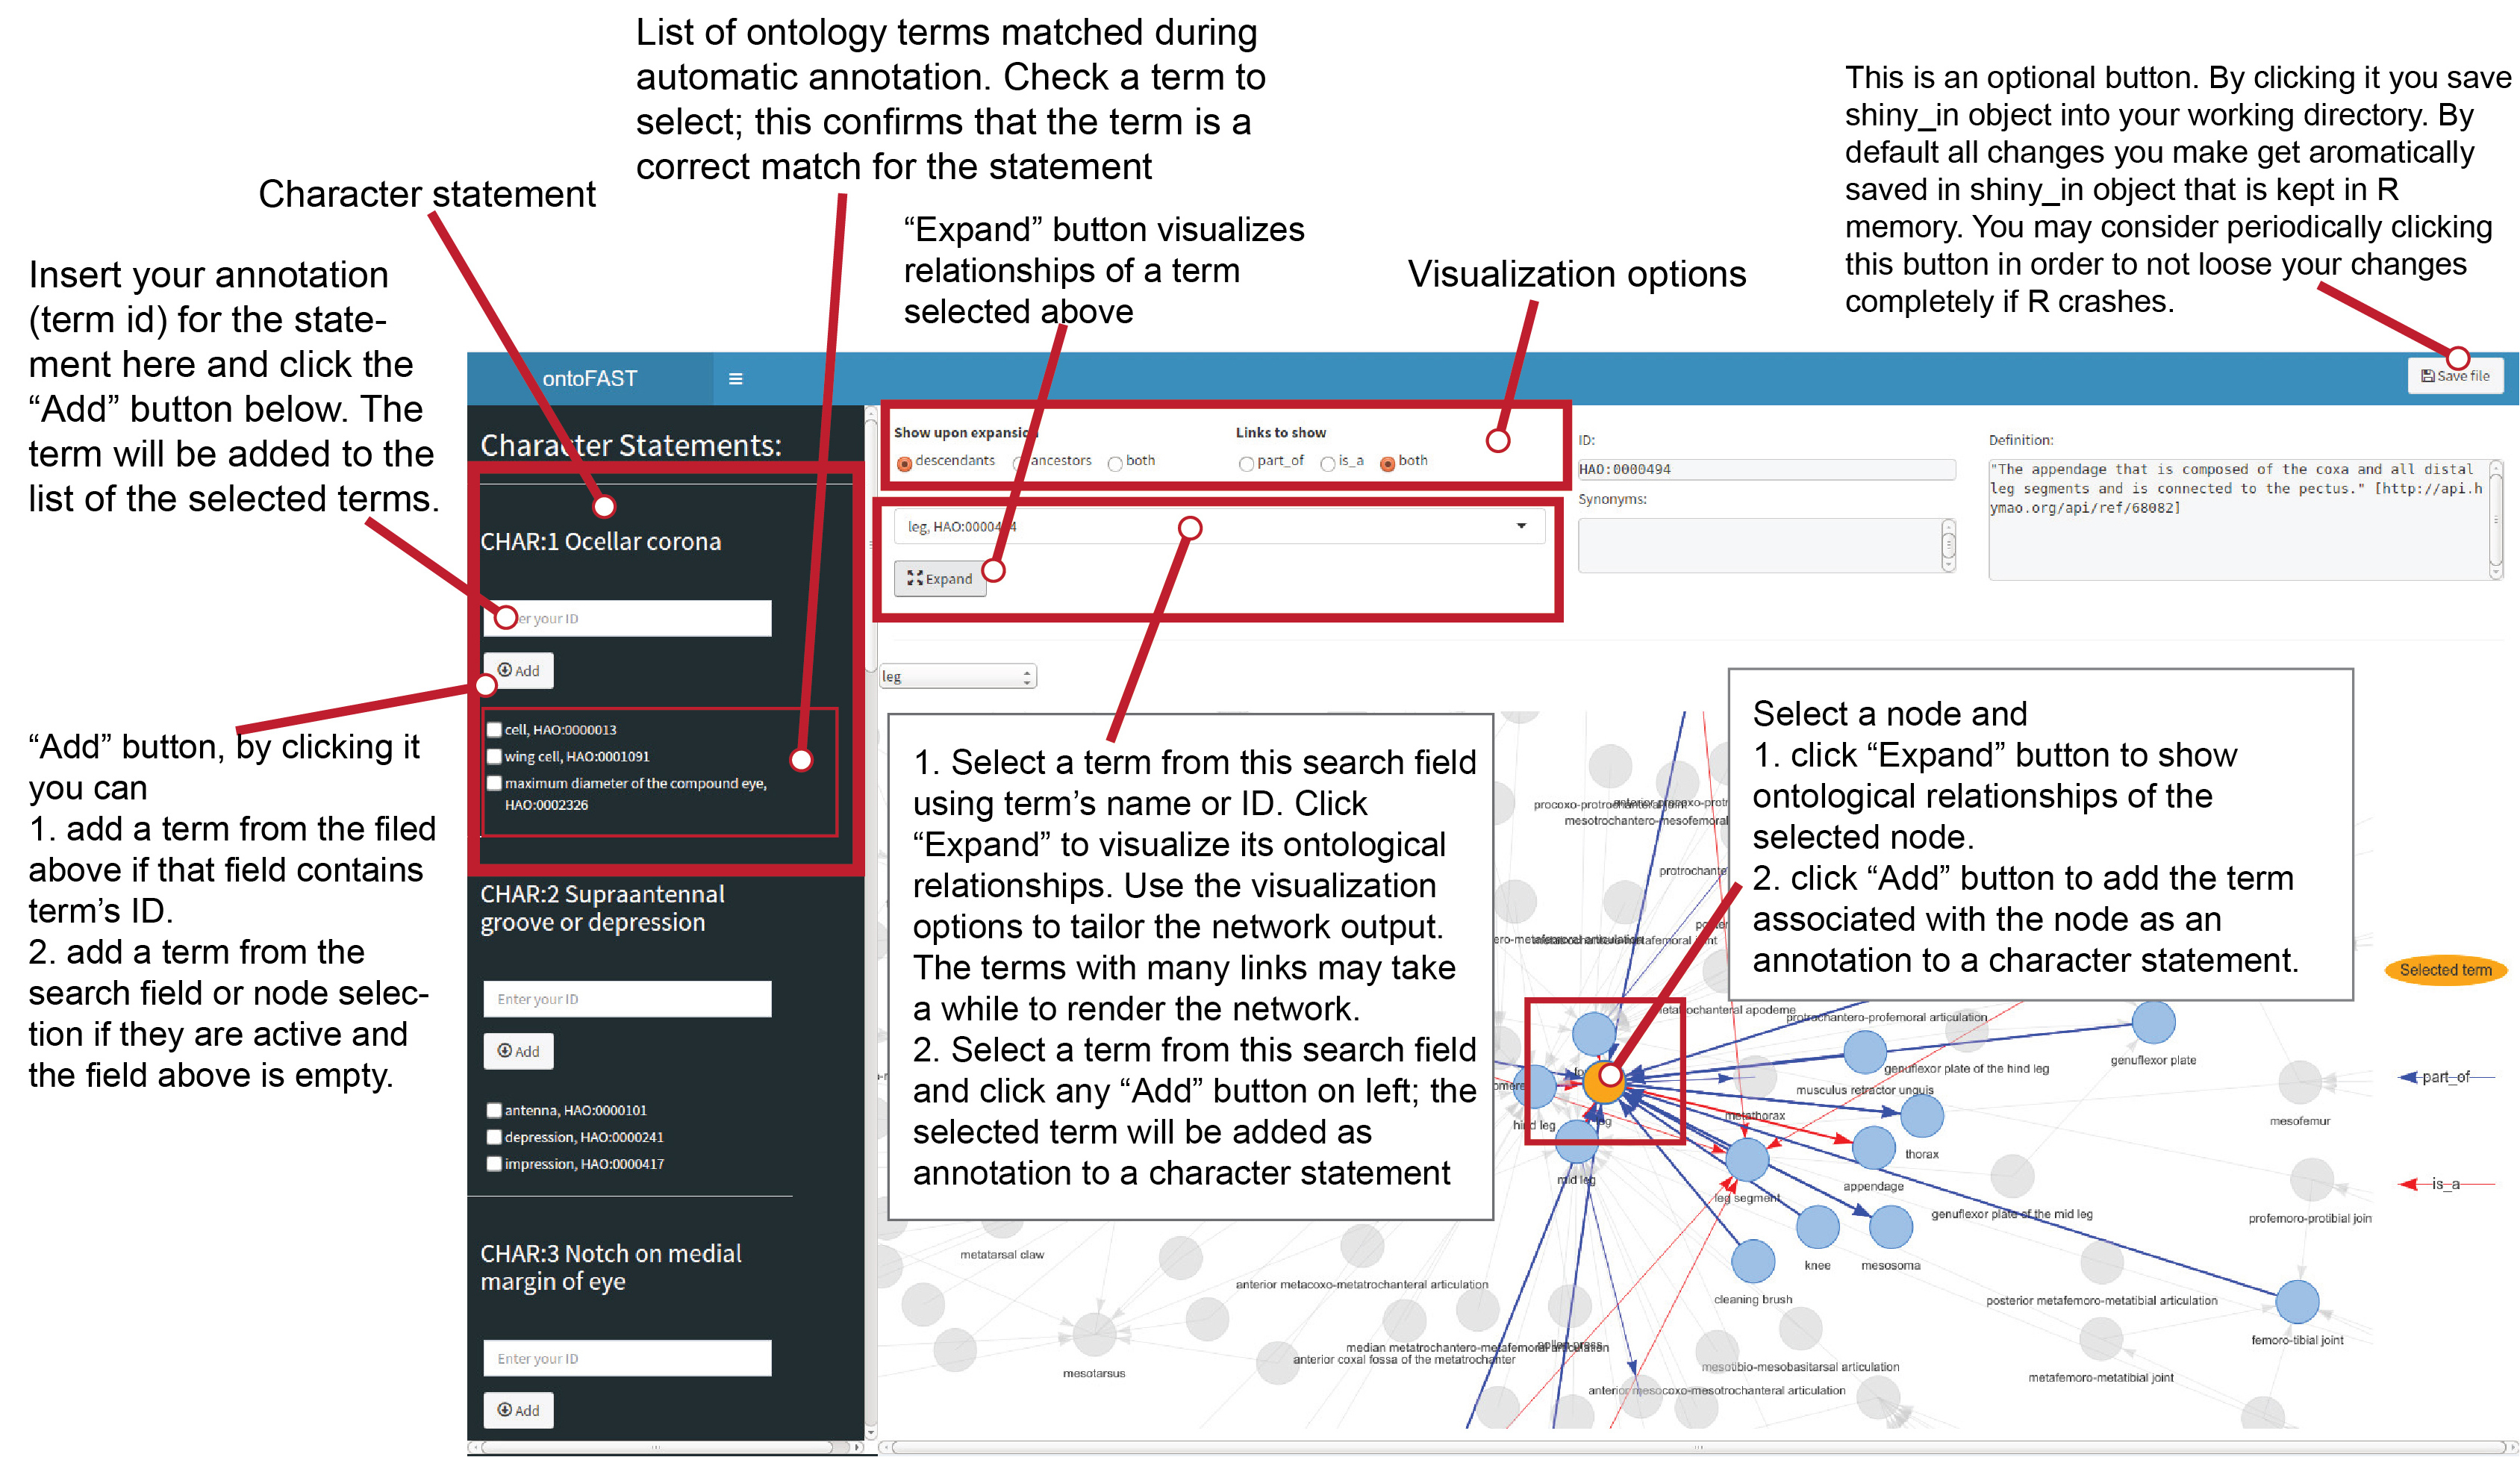 List of ontology terms matched during
automatic annotation. Check a term to
select; this confirms that the term is a
correct match for the statement
This is an optional button. By clicking it you save
shiny_in object into your working directory. By
default all changes you make get aromatically
saved in shiny_in object that is kept in R
memory. You may consider periodically clicking
this button in order to not loose your changes
completely if R crashes.
Character statement
“Expand” button visualizes
relationships of a term
selected above
Visualization options
Insert your annotation
(term id) for the state-
ment here and click the
“Add” button below. The
term will be added to the
list of the selected terms.
“Add” button, by clicking it
you can
1. add a term from the filed
above if that field contains
term’s ID.
2. add a term from the
search field or node selec-
tion if they are active and
the field above is empty.
ontoFAST
Save file
Character Statements:
CHAR:1 Ocellar corona
er your ID
Add
cell, HAO:0000013
wing cell, HAO:0001091
maximum diameter of the compound eye,
HAO:0002326
CHAR:2 Supraantennal
groove or depression
Enter your ID
Add
antenna, HAO:0000101
depression, HAO:0000241
impression, HAO:0000417
CHAR:3 Notch on medial
margin of eye
Enter your ID
Add
Show upon expansion
descendants ancestors both
Links to show
part_of is_a both
leg, HAO:0000494
Expand
ID:
HAO:0000494
Synonyms:
Definition:
"The appendage that is composed of the coxa and all distal
leg segments and is connected to the pectus." [http://api.h
ymao.org/api/ref/68082]
leg
1. Select a term from this search field
using term’s name or ID. Click
“Expand” to visualize its ontological
relationships. Use the visualization
options to tailor the network output.
The terms with many links may take
a while to render the network.
2. Select a term from this search field
and click any “Add” button on left; the
selected term will be added as
annotation to a character statement
Select a node and
1. click “Expand” button to show
ontological relationships of the
selected node.
2. click “Add” button to add the term
associated with the node as an
annotation to a character statement.
Selected term
part_of
is_a
mesotrochantero-mesofemoral
metatrochanteral apodeme
protrochantero-profemoral articulation
genuflexor plate
genuflexor plate of the hind leg
musculus retractor unguis
metathorax
mesofemur
hind leg
thorax
mid leg
appendage
leg segment
genuflexor plate of the mid leg
profemoro-protibial join
metatarsal claw
knee
mesosoma
anterior metacoxo-metatrochanteral articulation
cleaning brush
posterior metafemoro-metatibial articulation
femoro-tibial joint
median metatrochantero-metafemoral articulation
anterior coxal fossa of the metatrochanter
mesotarsus
mesotibio-mesobasitarsal articulation
metafemoro-metatibial joint
anterior mesocoxo-mesotrochanteral articulation